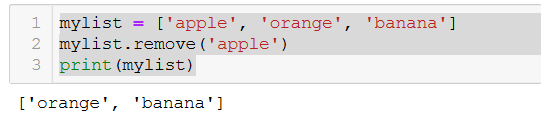 1 mylist = ['apple', 'orange', 'banana']
2 mylist.remove('apple')
3 print(mylist)
['orange', 'banana']